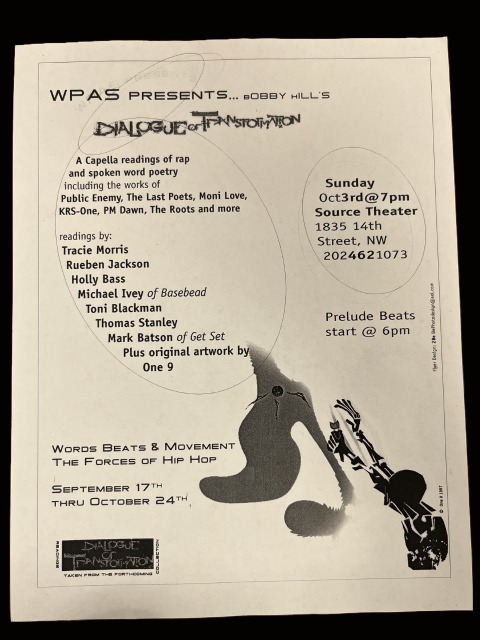 WPAS PRESENTS... BOBBY HILL'S
DIALOGUE OF TRANSFORMATION
A Capella readings of rap
and spoken word poetry
including the works of
Public Enemy, The Last Poets, Moni Love,
KRS-One, PM Dawn, The Roots and more
readings by:
Tracie Morris
Rueben Jackson
Holly Bass
Michael Ivey of Basebead
Toni Blackman
Thomas Stanley
Mark Batson of Get Set
Plus original artwork by
One 9
Sunday
Oct3rd@7pm
Source Theater
1835 14th
Street, NW
2024621073
Prelude Beats
start @ 6pm
WORDS BEATS & MOVEMENT
THE FORCES OF HIP HOP
SEPTEMBER 17TH
THRU OCTOBER 24TH
READINGS
DIALOGUE
OF
TRANSFORMATION
COLLECTION
TAKEN FROM THE FORTHCOMING
© One 9 1997